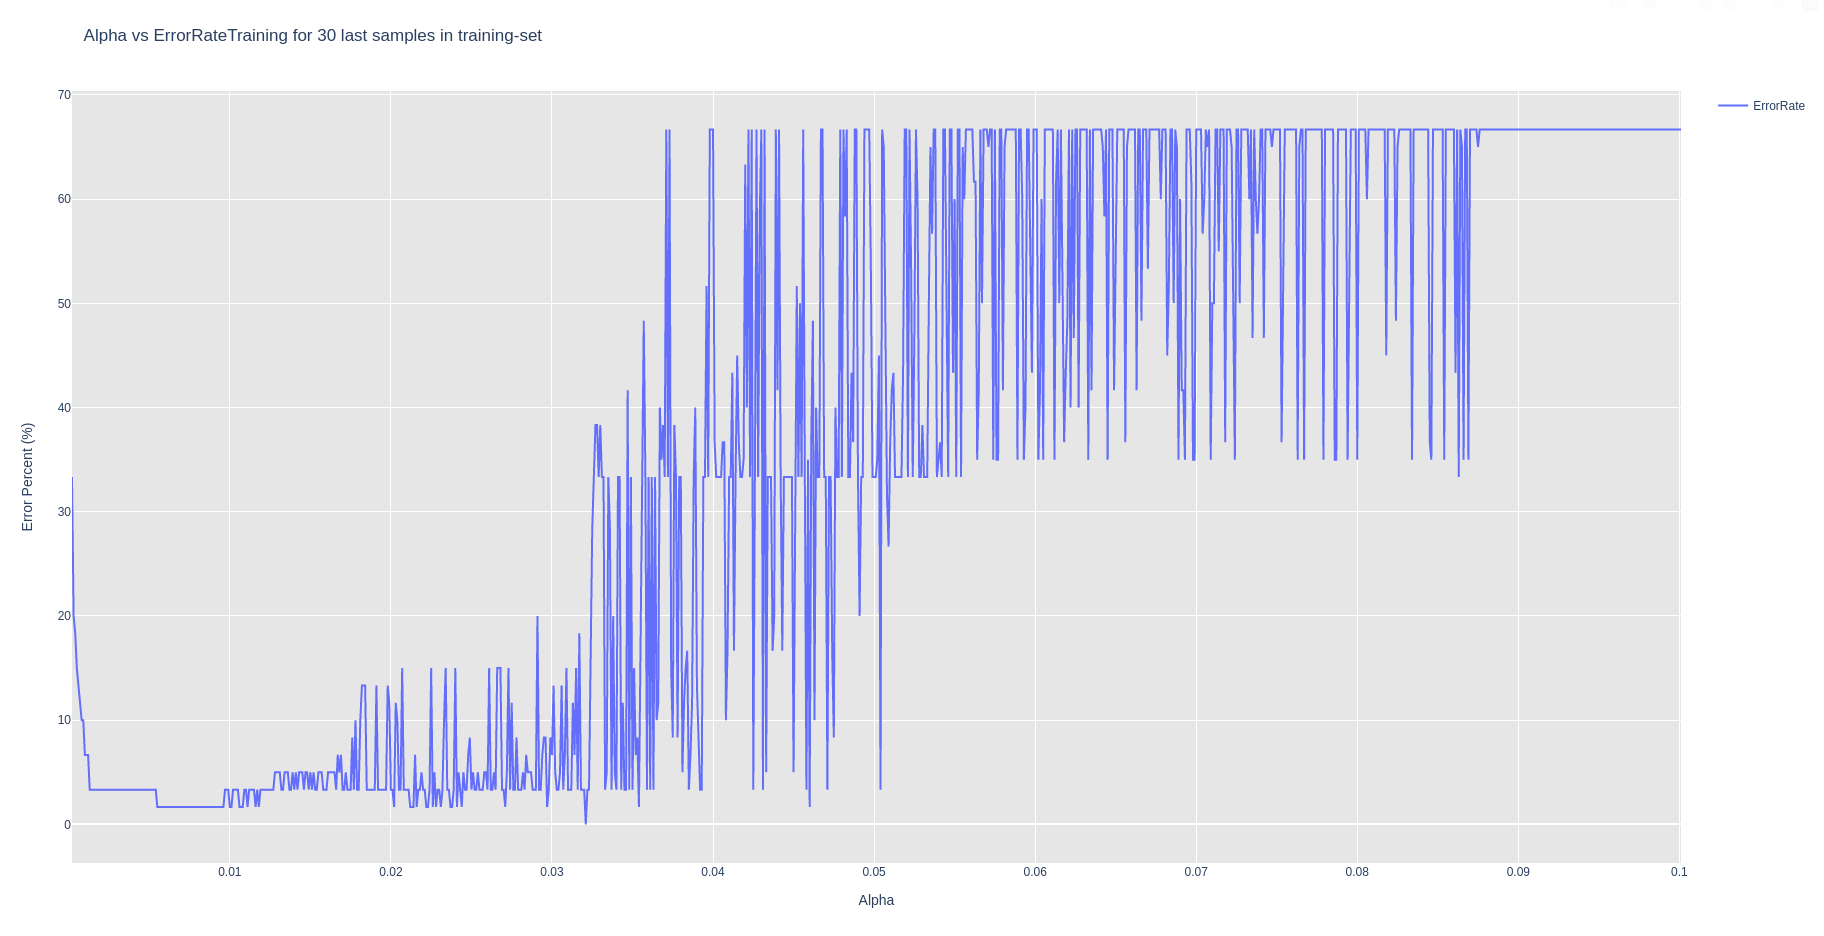 Alpha vs ErrorRateTraining for 30 last samples in training-set
ErrorRate
70
60
50
40
30
20
10
0
Error Percent (%)
0.01 0.02 0.03 0.04 0.05 0.06 0.07 0.08 0.09 0.1
Alpha